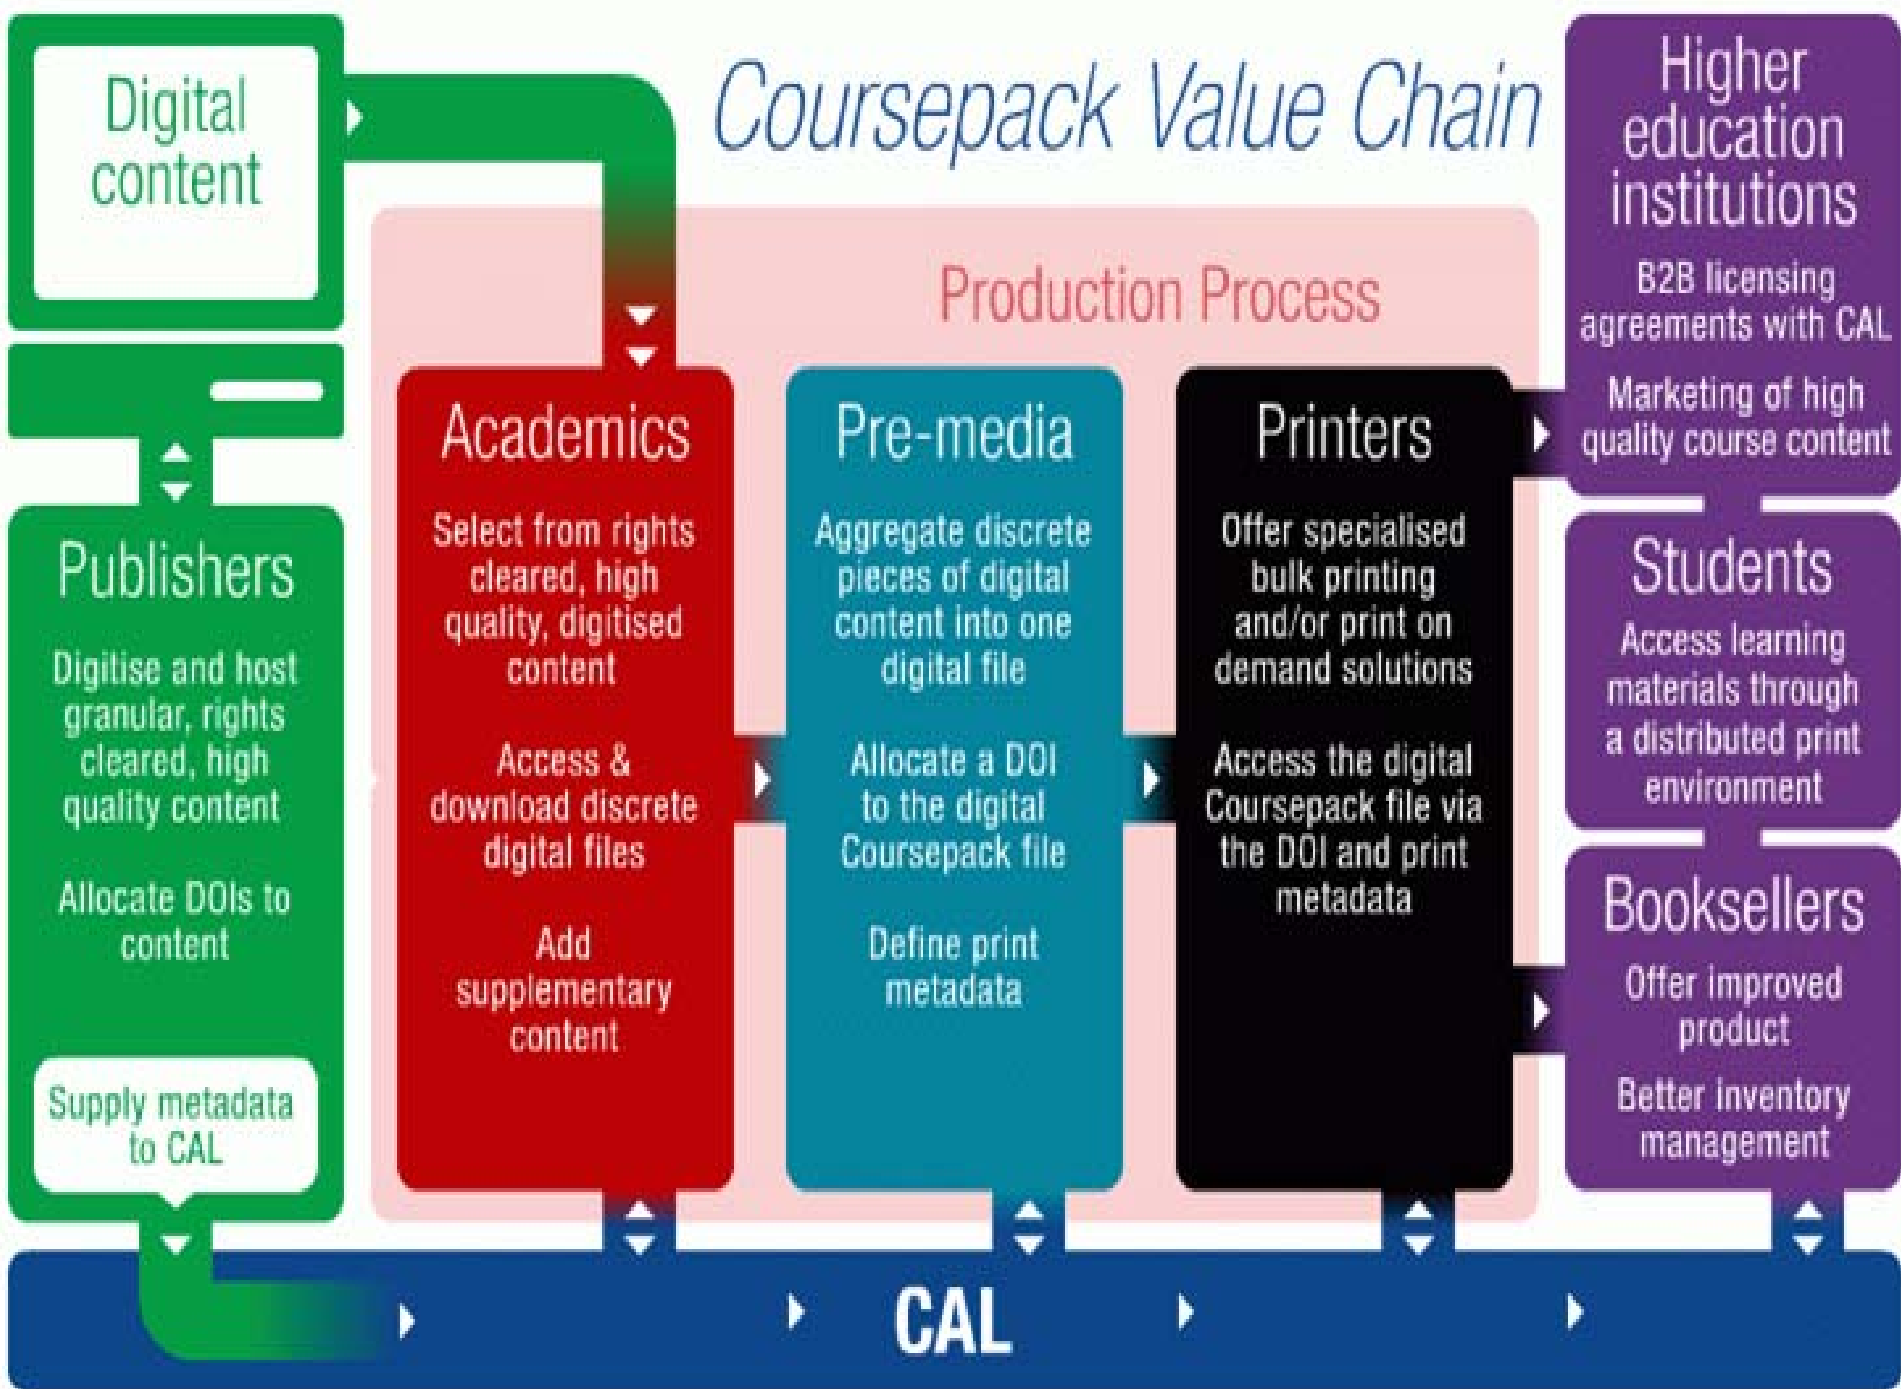 Coursepack Value Chain
Digital
content
Publishers
Digitise and host
granular, rights
cleared, high
quality content
Allocate DOIs to
content
Supply metadata
to CAL
Production Process
Academics
Select from rights
cleared, high
quality, digitised
content
Access &
download discrete
digital files
Add
supplementary
content
Pre-media
Aggregate discrete
pieces of digital
content into one
digital file
Allocate a DOI
to the digital
Coursepack file
Define print
metadata
Printers
Offer specialised
bulk printing
and/or print on
demand solutions
Access the digital
Coursepack file via
the DOI and print
metadata
Higher
education
institutions
B2B licensing
agreements with CAL
Marketing of high
quality course content
Students
Access learning
materials through
a distributed print
environment
Booksellers
Offer improved
product
Better inventory
management
CAL